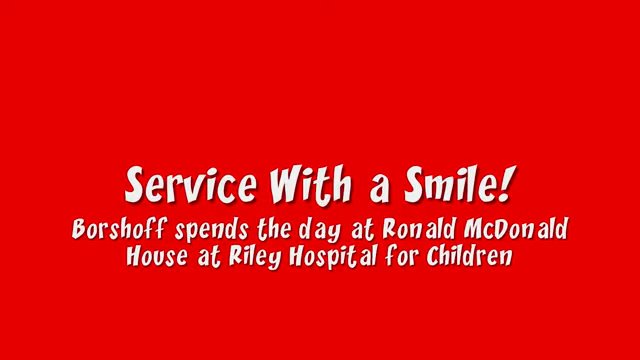 Service With a Smile!
Borshoff spends the day at Ronald McDonald
House at Riley Hospital for Children